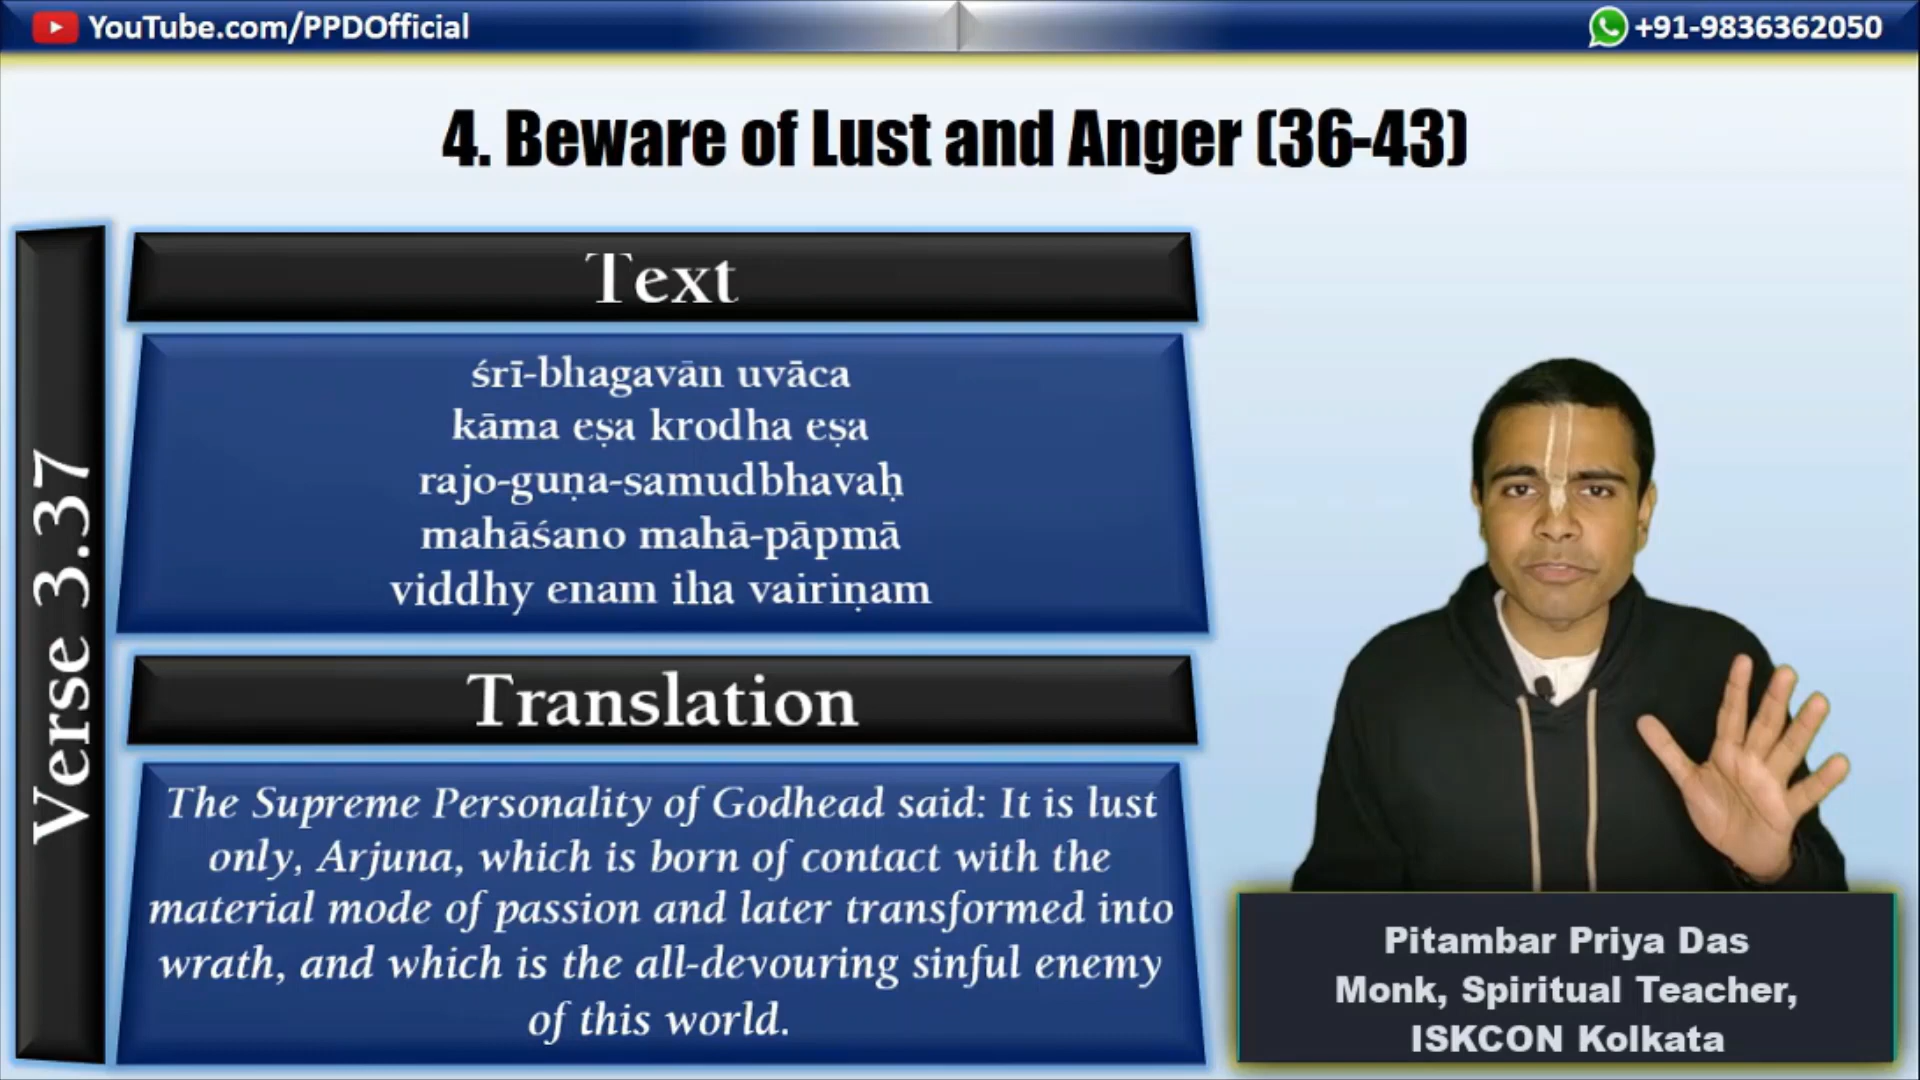 YouTube.com/PPDOfficial
+91-9836362050
4. Beware of Lust and Anger (36-43)
Verse 3.37
Text
śrī-bhagavān uvāca
kāma eṣa krodha eṣa
rajo-guṇa-samudbhavaḥ
mahāśano mahā-pāpmā
viddhy enam iha vairiṇam
Translation
The Supreme Personality of Godhead said: It is lust
only, Arjuna, which is born of contact with the
material mode of passion and later transformed into
wrath, and which is the all-devouring sinful enemy
of this world.
Pitambar Priya Das
Monk, Spiritual Teacher,
ISKCON Kolkata